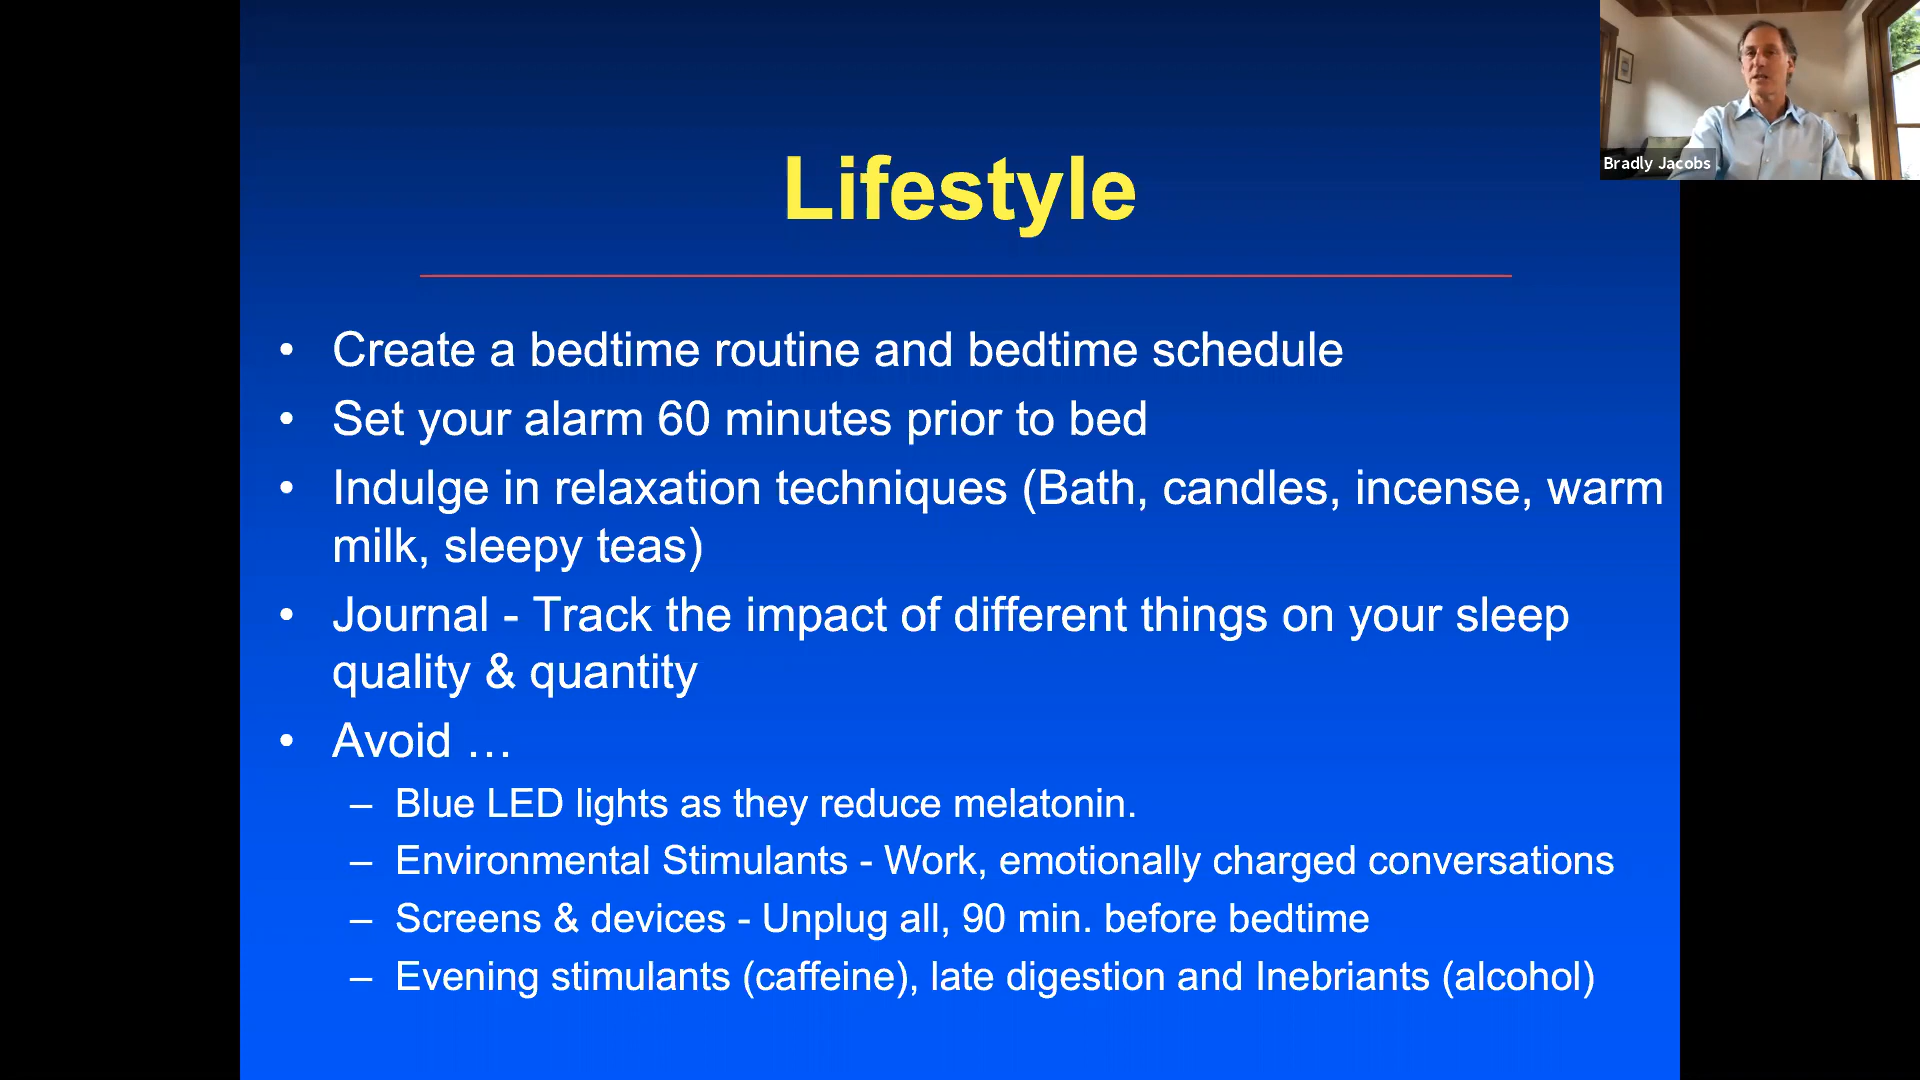 Bradly Jacobs
Lifestyle
• Create a bedtime routine and bedtime schedule
• Set your alarm 60 minutes prior to bed
• Indulge in relaxation techniques (Bath, candles, incense, warm
milk, sleepy teas)
• Journal - Track the impact of different things on your sleep
quality & quantity
• Avoid …
– Blue LED lights as they reduce melatonin.
– Environmental Stimulants - Work, emotionally charged conversations
– Screens & devices - Unplug all, 90 min. before bedtime
– Evening stimulants (caffeine), late digestion and Inebriants (alcohol)